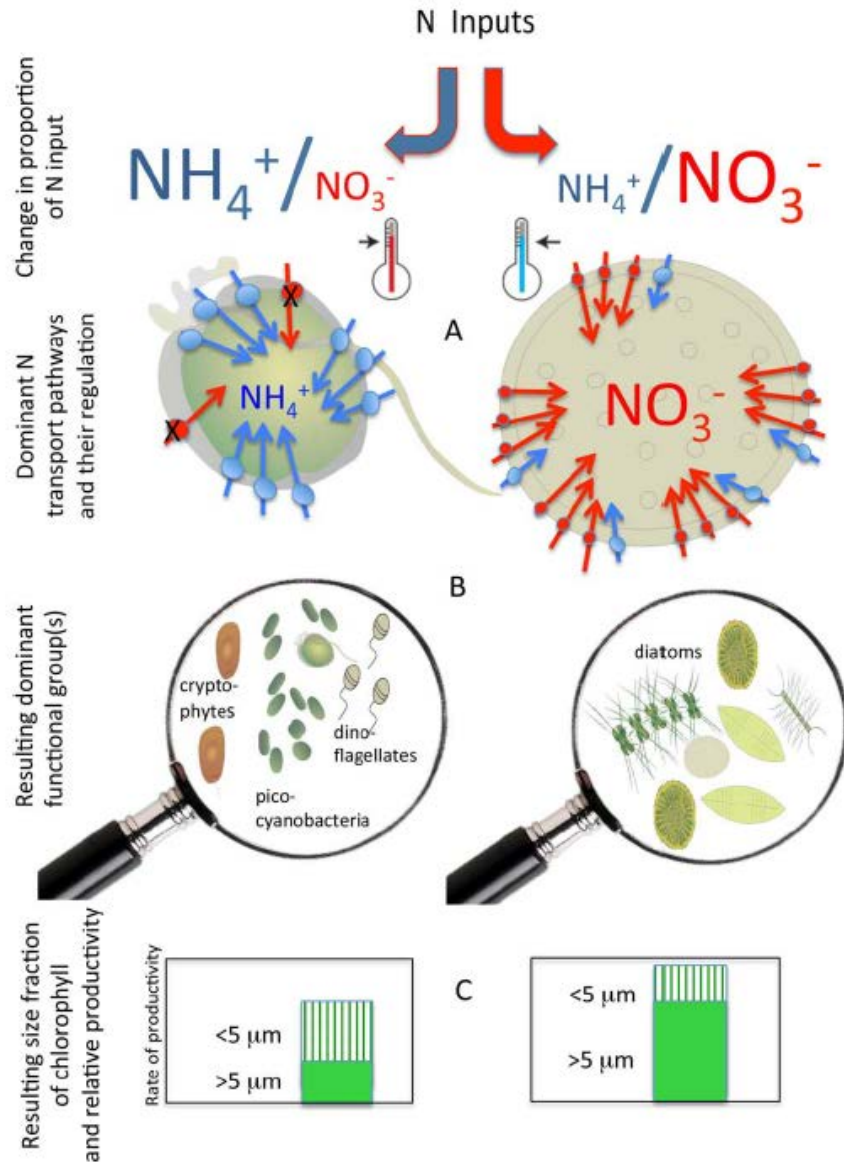 N Inputs
Change in proportion
of N input
NH₄⁺/NO₃⁻
NH₄⁺/NO₃⁻
Dominant N
transport pathways
and their regulation
A
X
X
NH₄⁺
NO₃⁻
Resulting dominant
functional group(s)
B
crypto-
phytes
dino-
flagellates
pico-
cyanobacteria
diatoms
Resulting size fraction
of chlorophyll
and relative productivity
Rate of productivity
<5 μm
>5 μm
C
<5 μm
>5 μm